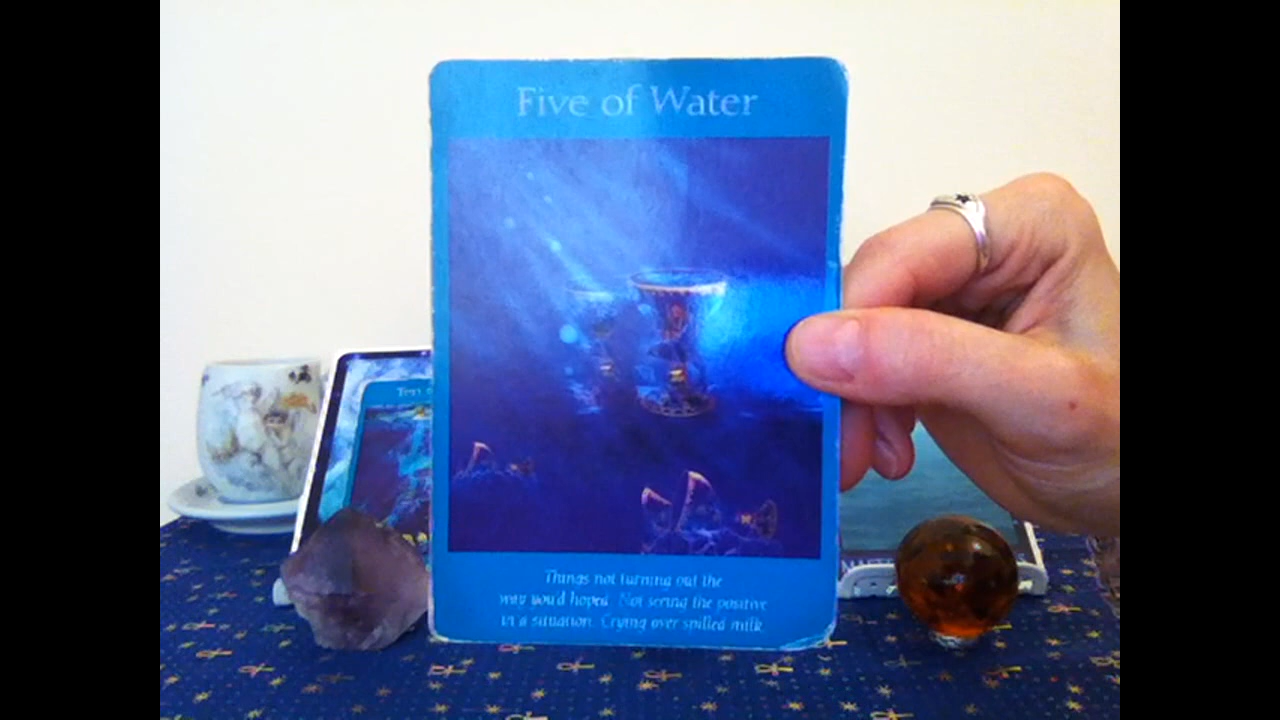 Five of Water
Ten
Things not turning out the
way you'd hoped. Not seeing the positive
in a situation. Crying over spilled milk.